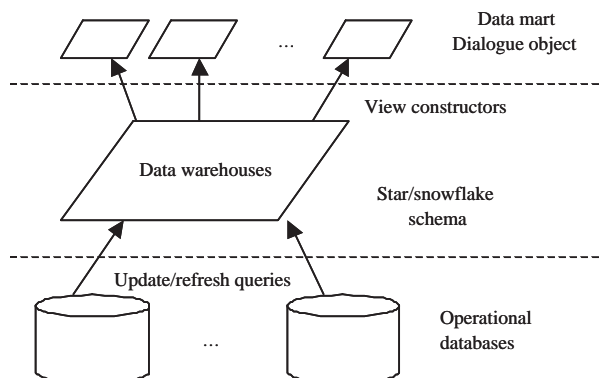 Data mart
Dialogue object
...
View constructors
Data warehouses
Star/snowflake
schema
Update/refresh queries
...
Operational
databases